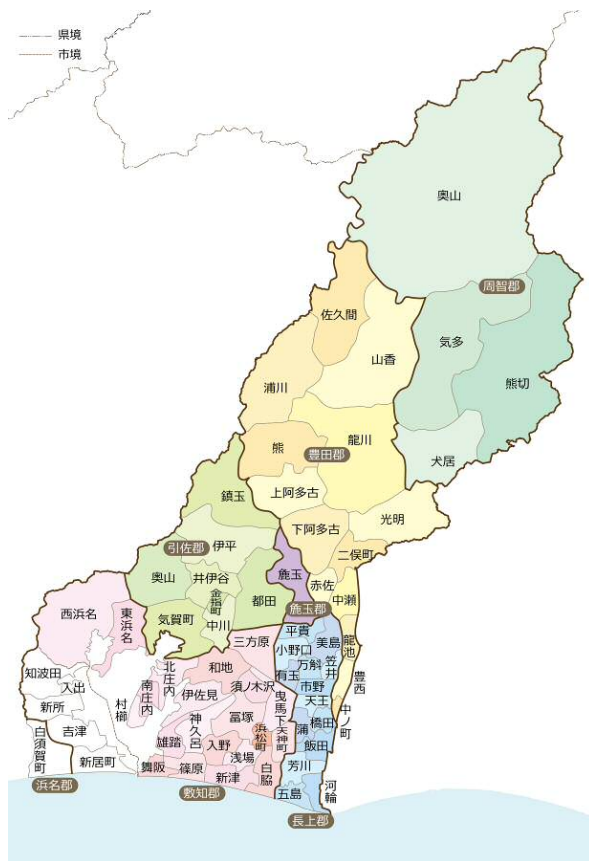 県境
市境
奥山
周智郡
佐久間
気多
山香
熊切
浦川
龍川
熊
豊田郡
犬居
鎮玉
上阿多古
光明
下阿多古
引佐郡
伊平
二俣町
奥山
井伊谷
麁玉
赤佐
金指町
都田
中瀬
西浜名
東浜名
気賀町
中川
麁玉郡
三方原
平貴
美島
龍池
小野口
北庄内
和地
万斛
笠井
豊西
知波田
入出
南庄内
伊佐見
須ノ木沢
有玉
市野
村櫛
曳馬
天王
新所
神久呂
富塚
下天神町
中ノ町
吉津
浜松町
蒲
橋田
白須賀町
雄踏
入野
飯田
新居町
浅場
舞阪
篠原
新津
白脇
芳川
河輪
浜名郡
敷知郡
五島
長上郡